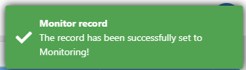 Monitor record
The record has been successfully set to
Monitoring!